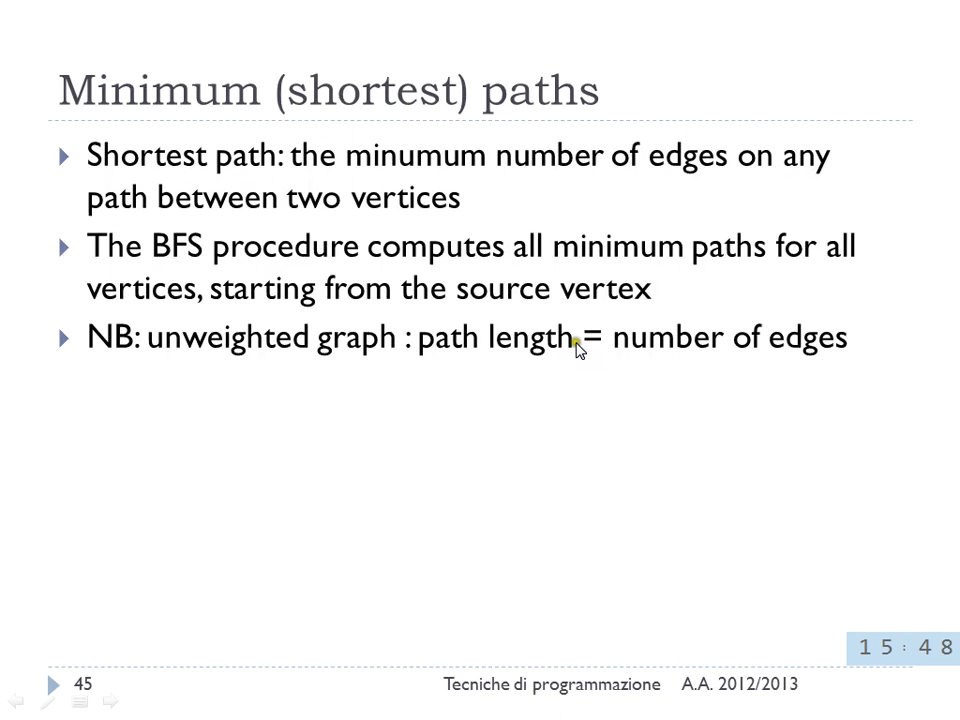 Minimum (shortest) paths
Shortest path: the minumum number of edges on any
path between two vertices
The BFS procedure computes all minimum paths for all
vertices, starting from the source vertex
NB: unweighted graph : path length = number of edges
15:48
45 Tecniche di programmazione A.A. 2012/2013